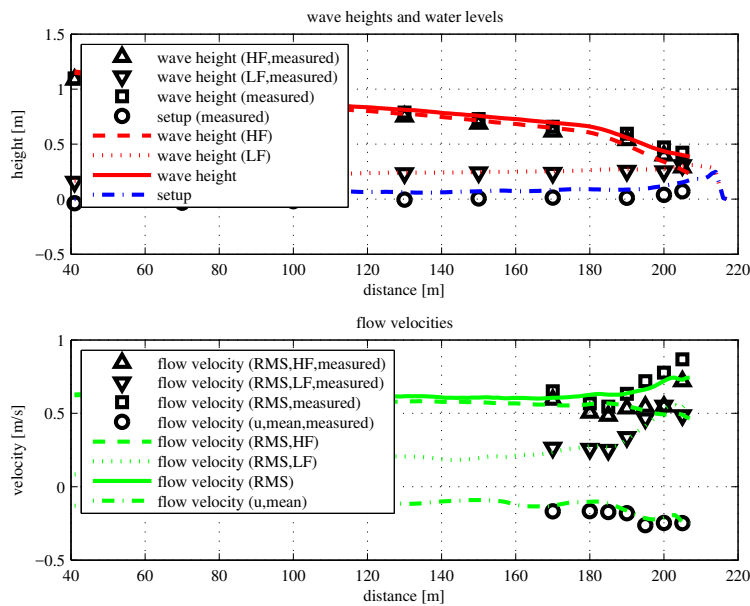 wave heights and water levels
1.5
1
0.5
0
−0.5
height [m]
wave height (HF,measured)
wave height (LF,measured)
wave height (measured)
setup (measured)
wave height (HF)
wave height (LF)
wave height
setup
40 60 80 100 120 140 160 180 200 220
distance [m]
flow velocities
1
0.5
0
−0.5
velocity [m/s]
flow velocity (RMS,HF,measured)
flow velocity (RMS,LF,measured)
flow velocity (RMS,measured)
flow velocity (u,mean,measured)
flow velocity (RMS,HF)
flow velocity (RMS,LF)
flow velocity (RMS)
flow velocity (u,mean)
40 60 80 100 120 140 160 180 200 220
distance [m]